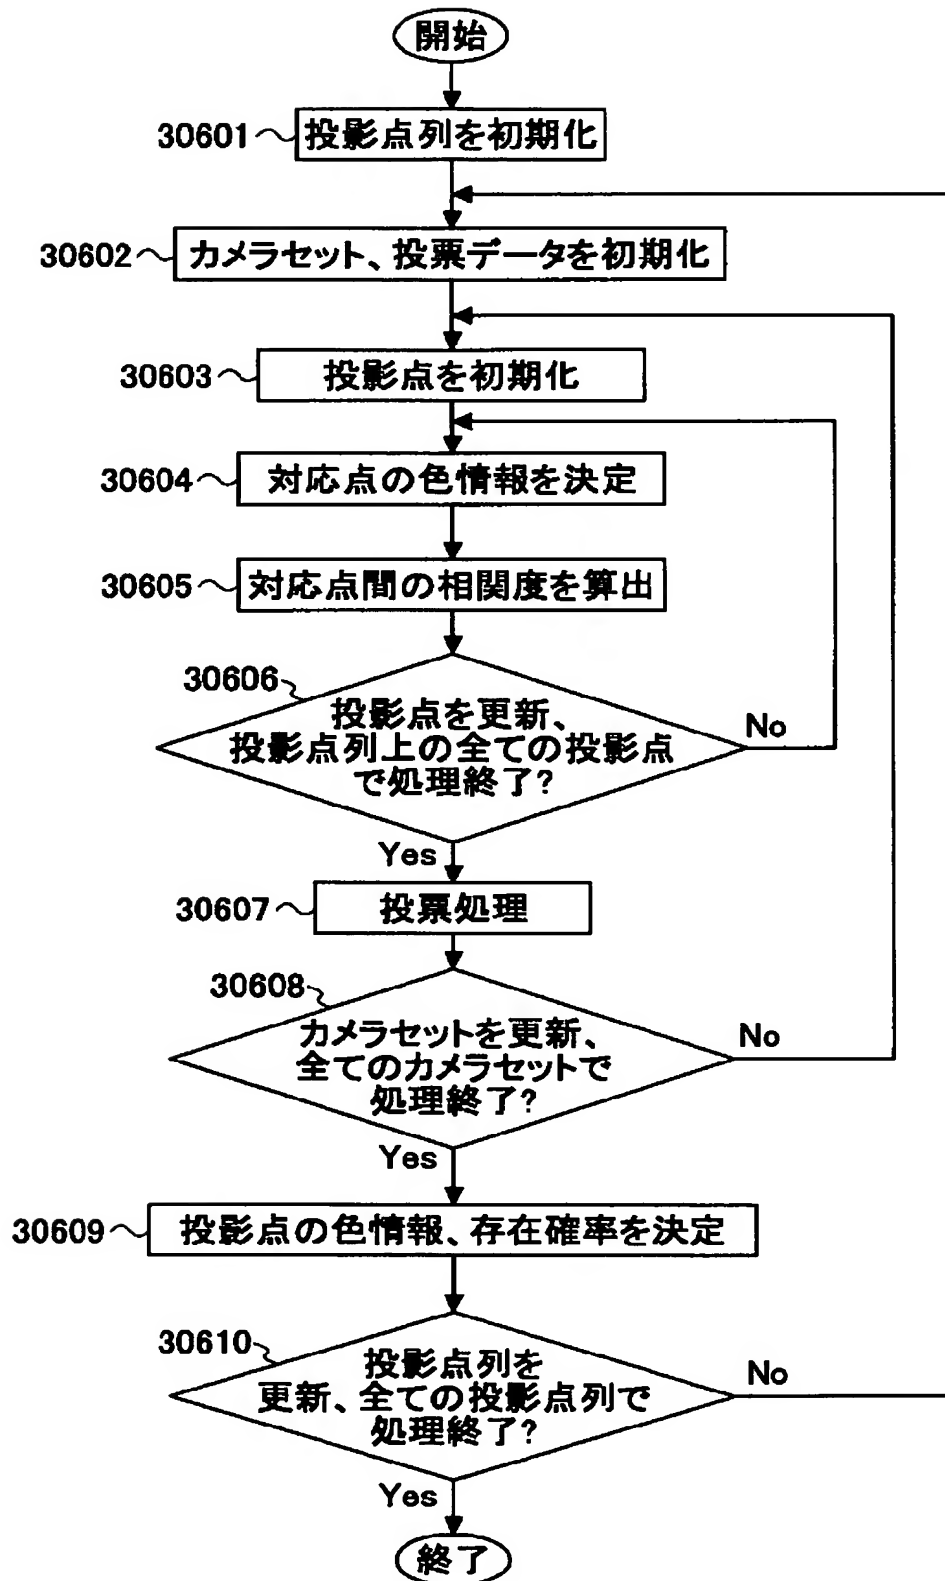 開始
30601
投影点列を初期化
30602
カメラセット、投票データを初期化
30603
投影点を初期化
30604
対応点の色情報を決定
30605
対応点間の相関度を算出
30606
投影点を更新、
投影点列上の全ての投影点
で処理終了?
No
Yes
30607
投票処理
30608
カメラセットを更新、
全てのカメラセットで
処理終了?
No
Yes
30609
投影点の色情報、存在確率を決定
30610
投影点列を
更新、全ての投影点列で
処理終了?
No
Yes
終了